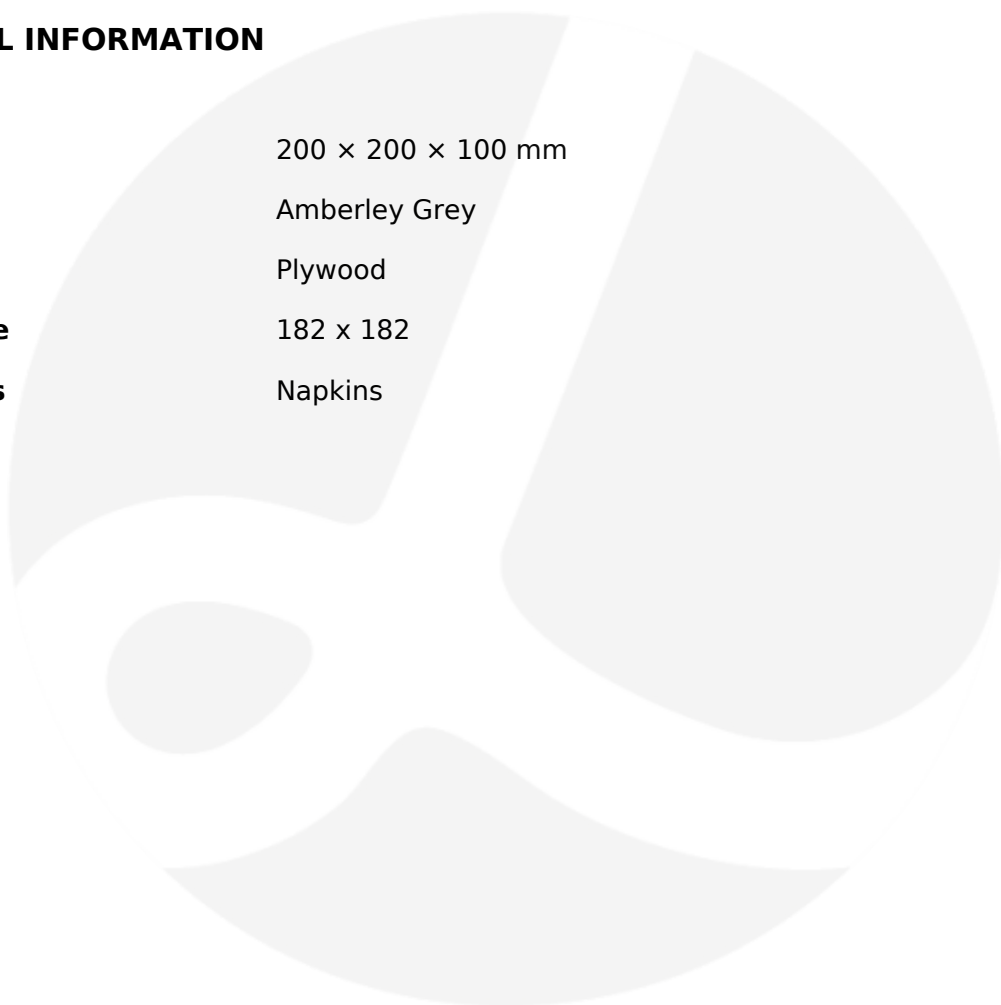 L INFORMATION
200 × 200 × 100 mm
Amberley Grey
Plywood
e 182 x 182
s Napkins